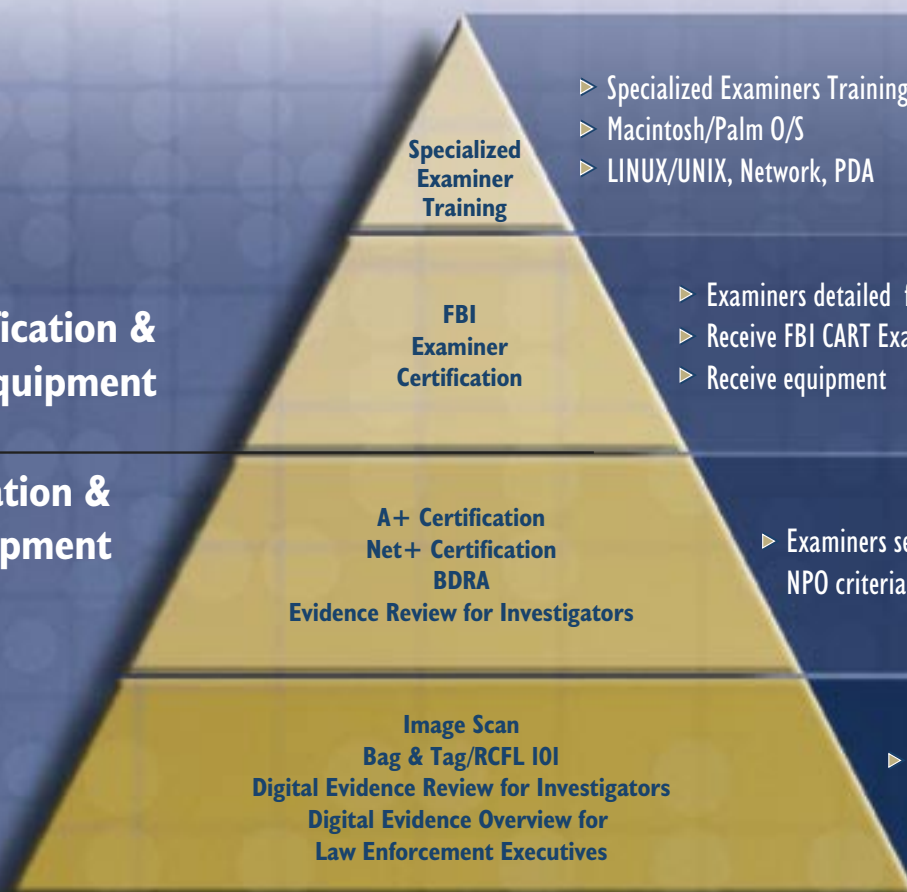 Specialized
Examiner
Training
Specialized Examiners Training
Macintosh/Palm O/S
LINUX/UNIX, Network, PDA
FBI
Examiner
Certification
Examiners detailed
Receive FBI CART
Receive equipment
&
A+ Certification
Net+ Certification
BDRA
Evidence Review for Investigators
&
Examiners
NPO criteria
Image Scan
Bag & Tag/RCFL 101
Digital Evidence Review for Investigators
Digital Evidence Overview for
Law Enforcement Executives